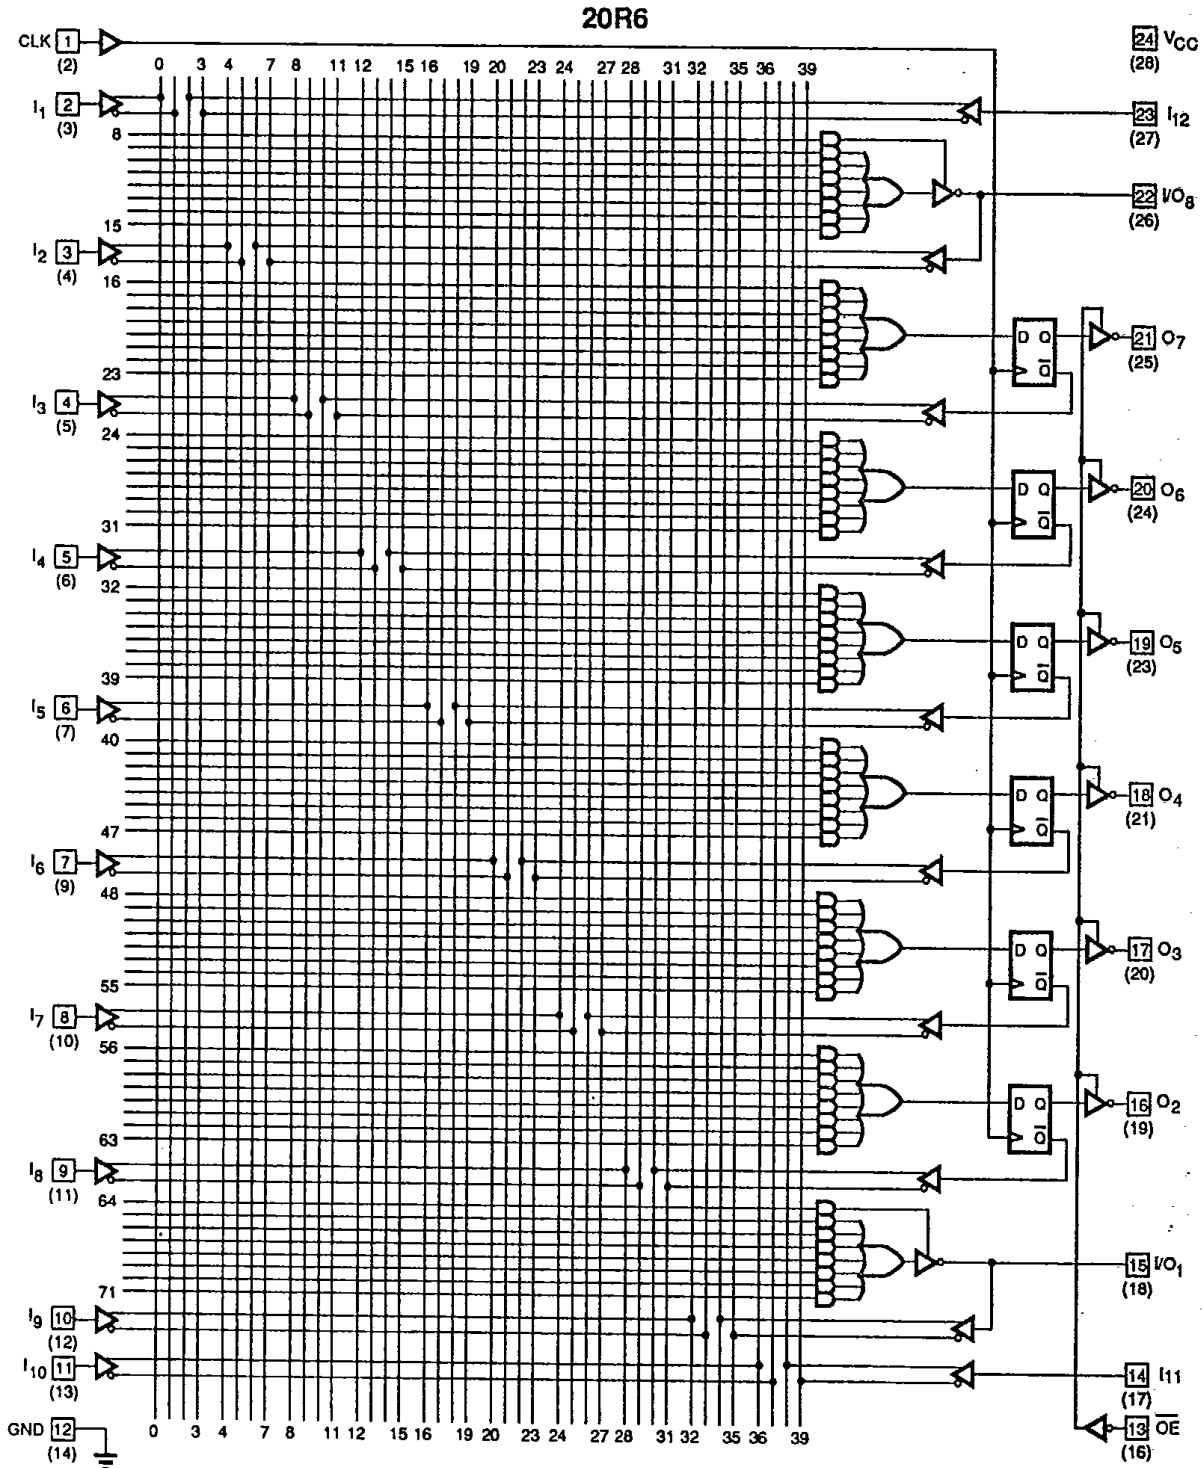 20R6
CLK 1 (2)
24 VCC (28)
0 3 4 7 8 11 12 15 16 19 20 23 24 27 28 31 32 35 36 39
I1 2 (3)
23 I12 (27)
8
22 I/O8 (26)
15
I2 3 (4)
16
D Q Q̅
21 O7 (25)
23
I3 4 (5)
24
D Q Q̅
20 O6 (24)
31
I4 5 (6)
32
D Q Q̅
19 O5 (23)
39
I5 6 (7)
40
D Q Q̅
18 O4 (21)
47
I6 7 (9)
48
D Q Q̅
17 O3 (20)
55
I7 8 (10)
56
D Q Q̅
16 O2 (19)
63
I8 9 (11)
64
15 I/O1 (18)
71
I9 10 (12)
I10 11 (13)
14 I11 (17)
GND 12 (14)
0 3 4 7 8 11 12 15 16 19 20 23 24 27 28 31 32 35 36 39
13 O̅E̅ (16)